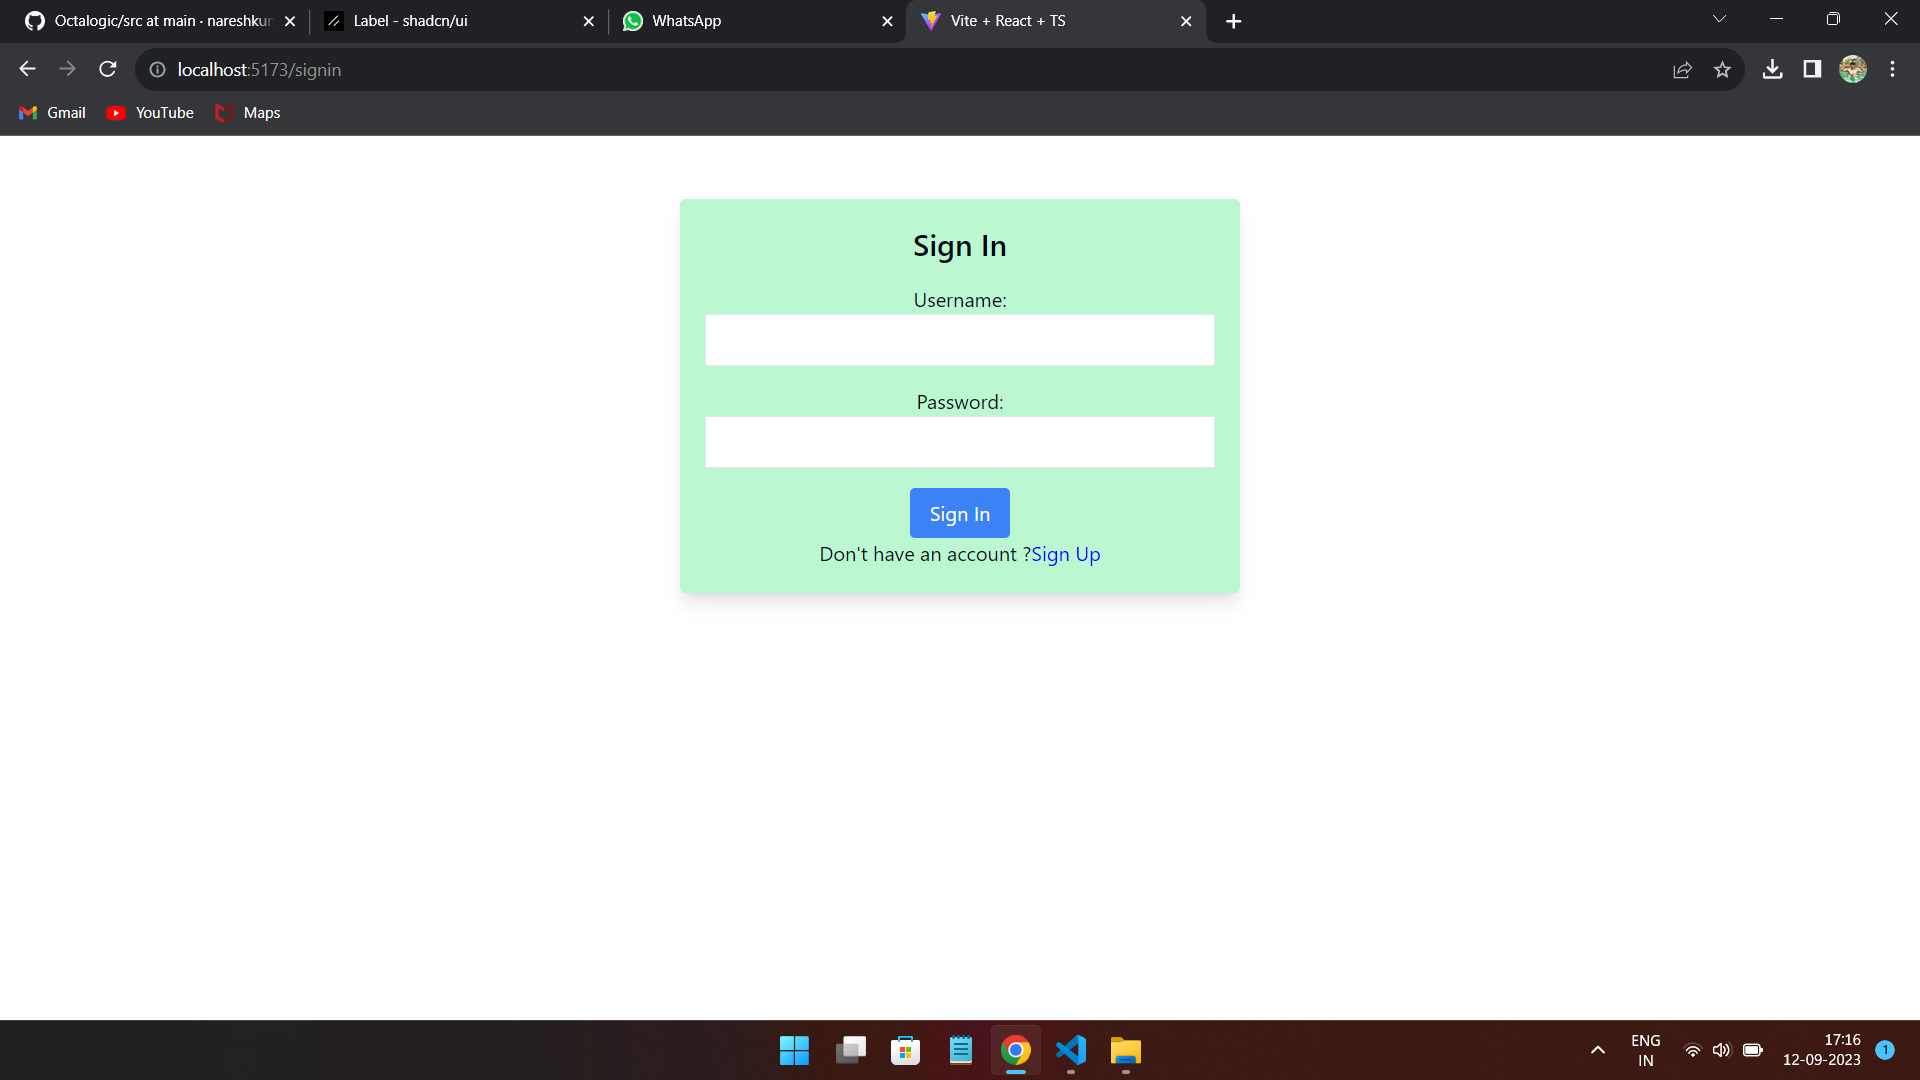 Octalogic/src at main · nareshkun
Label - shadcn/ui
WhatsApp
Vite + React + TS
localhost:5173/signin
Gmail
YouTube
Maps
Sign In
Username:
Password:
Sign In
Don't have an account ?Sign Up
ENG
IN
17:16
12-09-2023
1